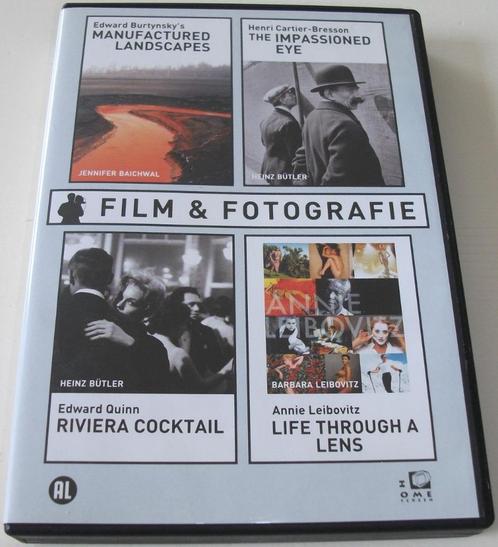 Edward Burtynsky's
MANUFACTURED
LANDSCAPES
JENNIFER BAICHWAL
Henri Cartier-Bresson
THE IMPASSIONED
EYE
HEINZ BÜTLER
FILM & FOTOGRAFIE
HEINZ BÜTLER
Edward Quinn
RIVIERA COCKTAIL
ANNIE
LEIBOVITZ
BARBARA LEIBOVITZ
Annie Leibovitz
LIFE THROUGH A
LENS
AL
HOME
SCREEN